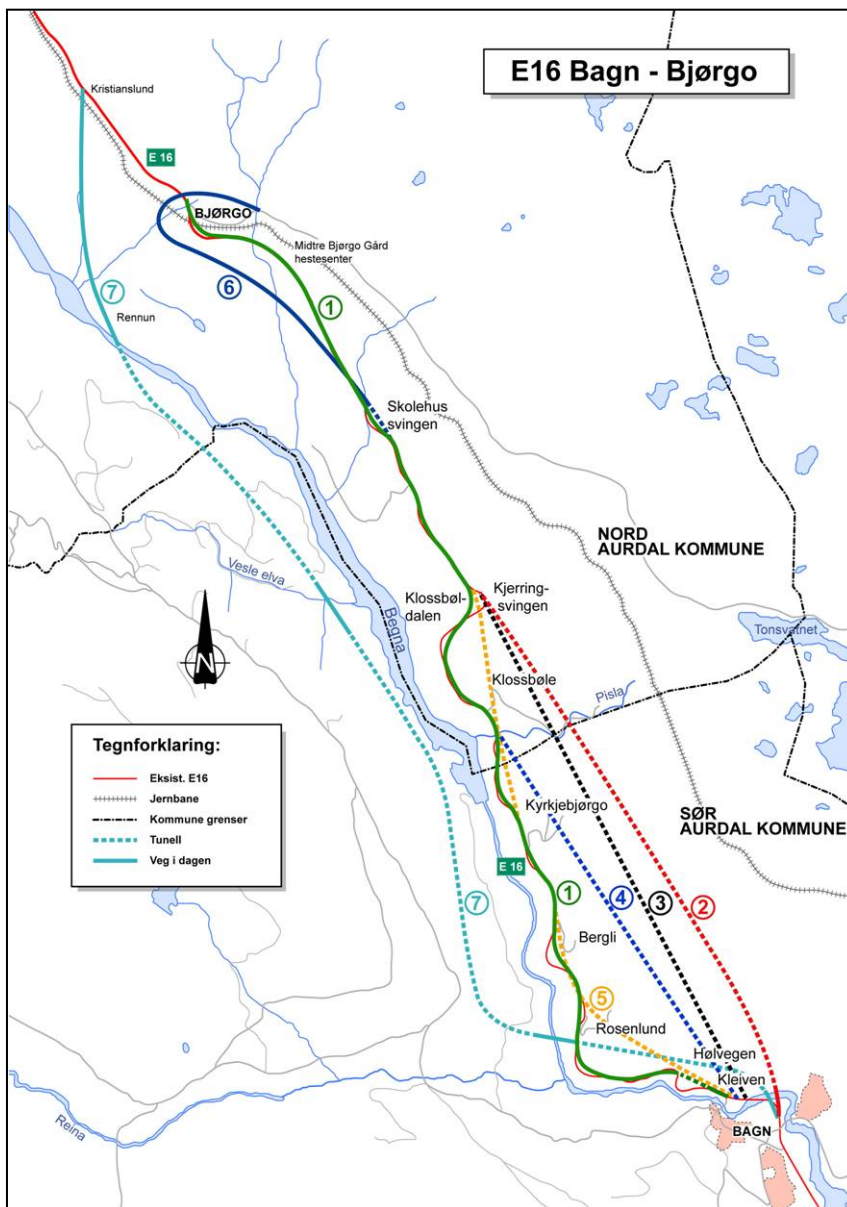 E16 Bagn - Bjørgo
Kristianslund
E 16
BJØRGO
Midtre Bjørgo Gård
hestesenter
7
6
1
Rennun
Skolehus
svingen
NORD
AURDAL KOMMUNE
Vesle elva
Begna
Klossbøl-
dalen
Kjerring-
svingen
Tonsvatnet
N
Klossbøle
Pisla
Tegnforklaring:
Eksist. E16
Jernbane
Kommune grenser
Tunell
Veg i dagen
Kyrkjebjørgo
SØR
AURDAL KOMMUNE
E 16
7
1
4
3
2
Bergli
5
Rosenlund
Hølvegen
Kleiven
Reina
BAGN